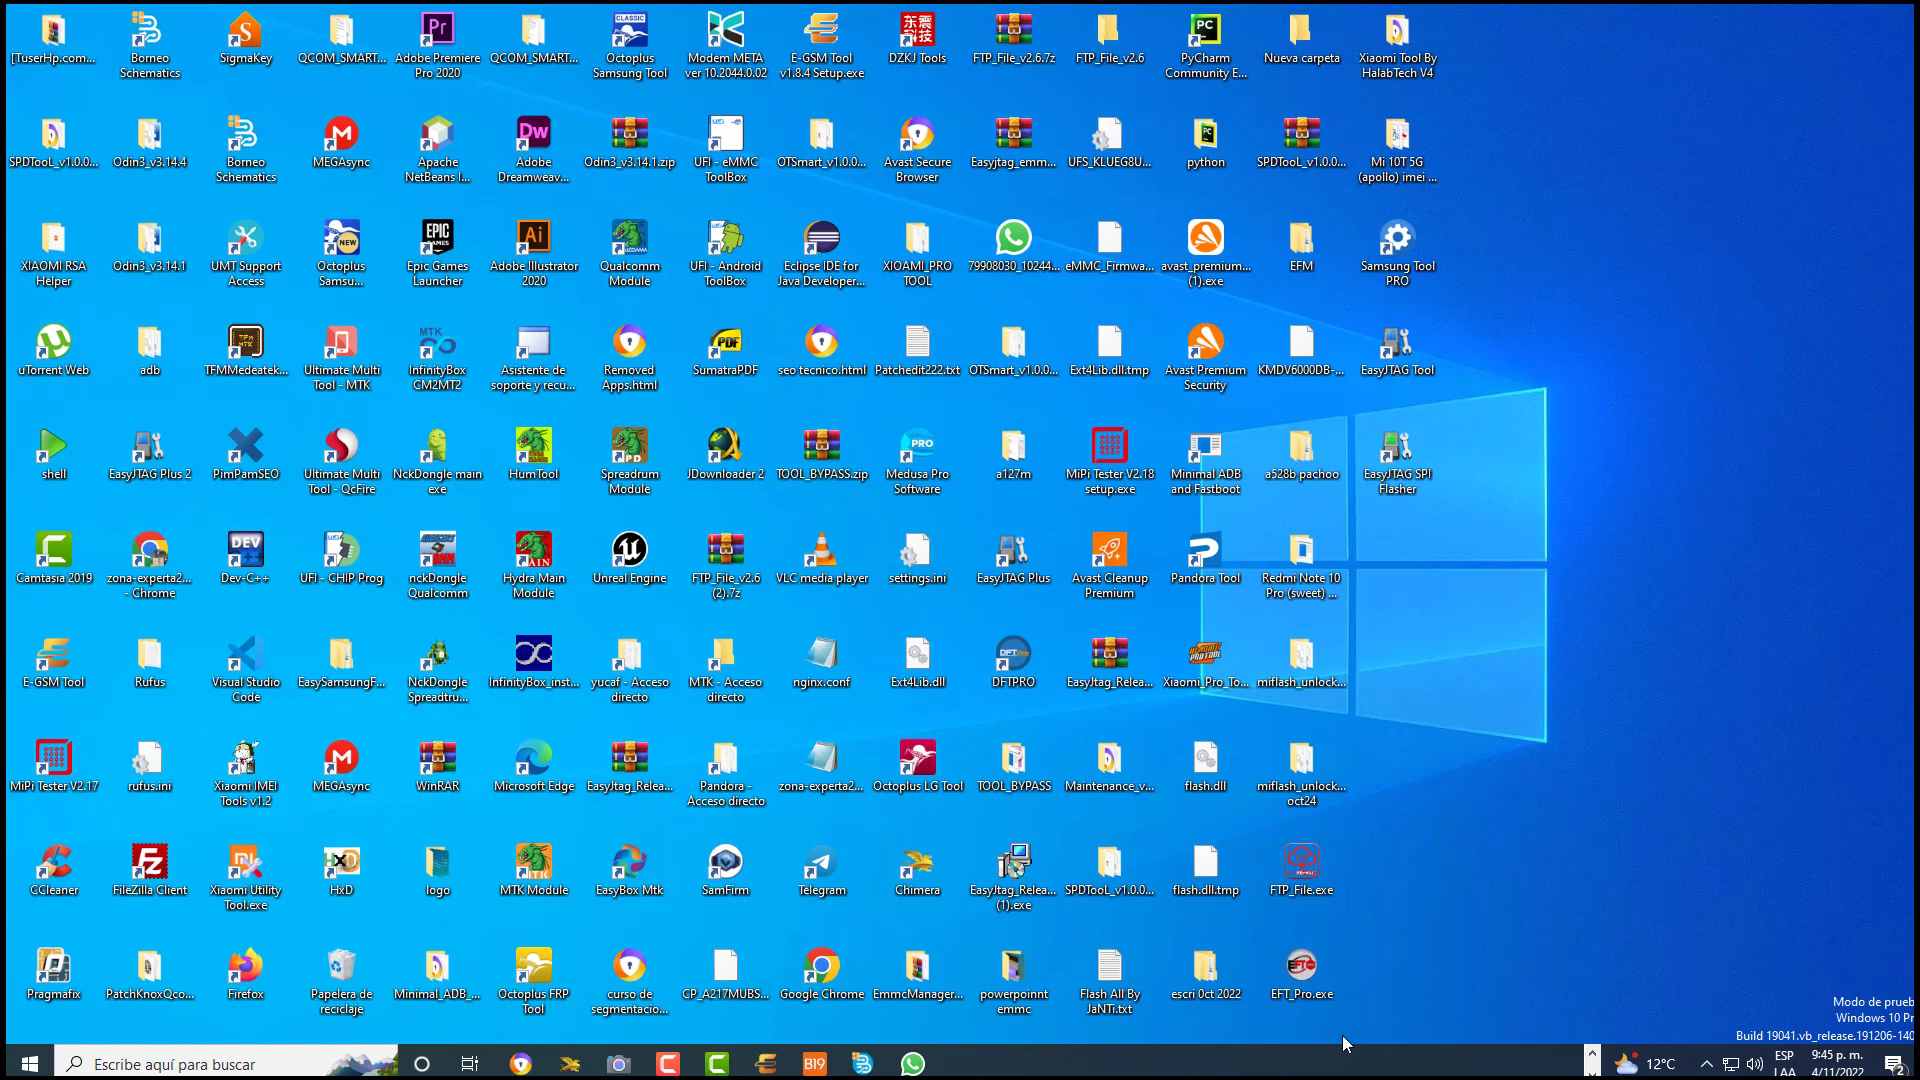 [TuserHp.com...
Borneo
Schematics
SigmaKey
QCOM_SMART...
Adobe Premiere
Pro 2020
QCOM_SMART...
Octoplus
Samsung Tool
Modem META
ver 10.2044.0.02
E-GSM Tool
v1.8.4 Setup.exe
DZKJ Tools
FTP_File_v2.6.7z
FTP_File_v2.6
PyCharm
Community E...
Nueva carpeta
Xiaomi Tool By
HalabTech V4
SPDTooL_v1.0.0...
Odin3_v3.14.4
Borneo
Schematics
MEGAsync
Apache
NetBeans I...
Adobe
Dreamweav...
Odin3_v3.14.1.zip
UFI - eMMC
ToolBox
OTSmart_v1.0.0...
Avast Secure
Browser
Easyjtag_emm...
UFS_KLUEG8U...
python
SPDTooL_v1.0.0...
Mi 10T 5G
(apollo) imei ...
XIAOMI RSA
Helper
Odin3_v3.14.1
UMT Support
Access
Octoplus
Samsu...
Epic Games
Launcher
Adobe Illustrator
2020
Qualcomm
Module
UFI - Android
ToolBox
Eclipse IDE for
Java Developer...
XIOAMI_PRO
TOOL
79908030_10244...
eMMC_Firmwa...
avast_premium...
(1).exe
EFM
Samsung Tool
PRO
uTorrent Web
adb
TFMMedeatek...
Ultimate Multi
Tool - MTK
InfinityBox
CM2MT2
Asistente de
soporte y recu...
Removed
Apps.html
SumatraPDF
seo tecnico.html
Patchedit222.txt
OTSmart_v1.0.0...
Ext4Lib.dll.tmp
Avast Premium
Security
KMDV6000DB-...
EasyJTAG Tool
shell
EasyJTAG Plus 2
PimPamSEO
Ultimate Multi
Tool - QcFire
NckDongle main
exe
HumTool
Spreadrum
Module
JDownloader 2
TOOL_BYPASS.zip
Medusa Pro
Software
a127m
MiPi Tester V2.18
setup.exe
Minimal ADB
and Fastboot
a528b pachoo
EasyJTAG SPI
Flasher
Camtasia 2019
zona-experta2...
- Chrome
Dev-C++
UFI - CHIP Prog
nckDongle
Qualcomm
Hydra Main
Module
Unreal Engine
FTP_File_v2.6
(2).7z
VLC media player
settings.ini
EasyJTAG Plus
Avast Cleanup
Premium
Pandora Tool
Redmi Note 10
Pro (sweet) ...
E-GSM Tool
Rufus
Visual Studio
Code
EasySamsungF...
NckDongle
Spreadtru...
InfinityBox_inst...
yucaf - Acceso
directo
MTK - Acceso
directo
nginx.conf
Ext4Lib.dll
DFTPRO
EasyJtag_Relea...
Xiaomi_Pro_To...
miflash_unlock...
MiPi Tester V2.17
rufus.ini
Xiaomi IMEI
Tools v1.2
MEGAsync
WinRAR
Microsoft Edge
EasyJtag_Relea...
Pandora -
Acceso directo
zona-experta2...
Octoplus LG Tool
TOOL_BYPASS
Maintenance_v...
flash.dll
miflash_unlock...
oct24
CCleaner
FileZilla Client
Xiaomi Utility
Tool.exe
HxD
logo
MTK Module
EasyBox Mtk
SamFirm
Telegram
Chimera
EasyJtag_Relea...
(1).exe
SPDTooL_v1.0.0...
flash.dll.tmp
FTP_File.exe
Pragmafix
PatchKnoxQco...
Firefox
Papelera de
reciclaje
Minimal_ADB_...
Octoplus FRP
Tool
curso de
segmentacio...
CP_A217MUBS...
Google Chrome
EmmcManager...
powerpoinnt
emmc
Flash All By
JaNTi.txt
escri 0ct 2022
EFT_Pro.exe
Modo de prueb
Windows 10 Pr
Build 19041.vb_release.191206-140
Escribe aquí para buscar
B19
12°C
ESP
LAA
9:45 p. m.
4/11/2022
2